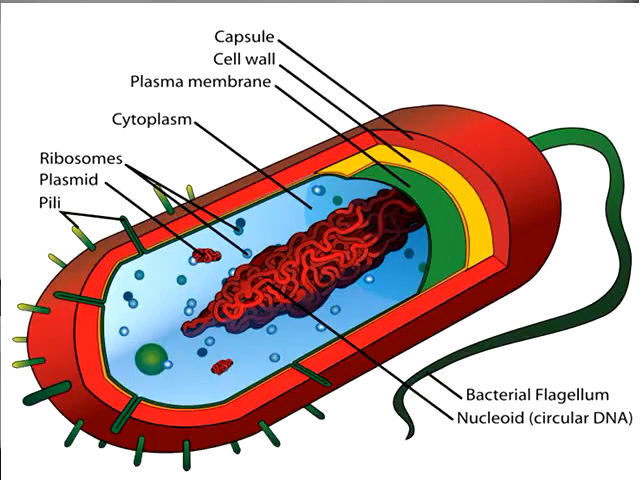 Capsule
Cell wall
Plasma membrane
Cytoplasm
Ribosomes
Plasmid
Pili
Bacterial Flagellum
Nucleoid (circular DNA)